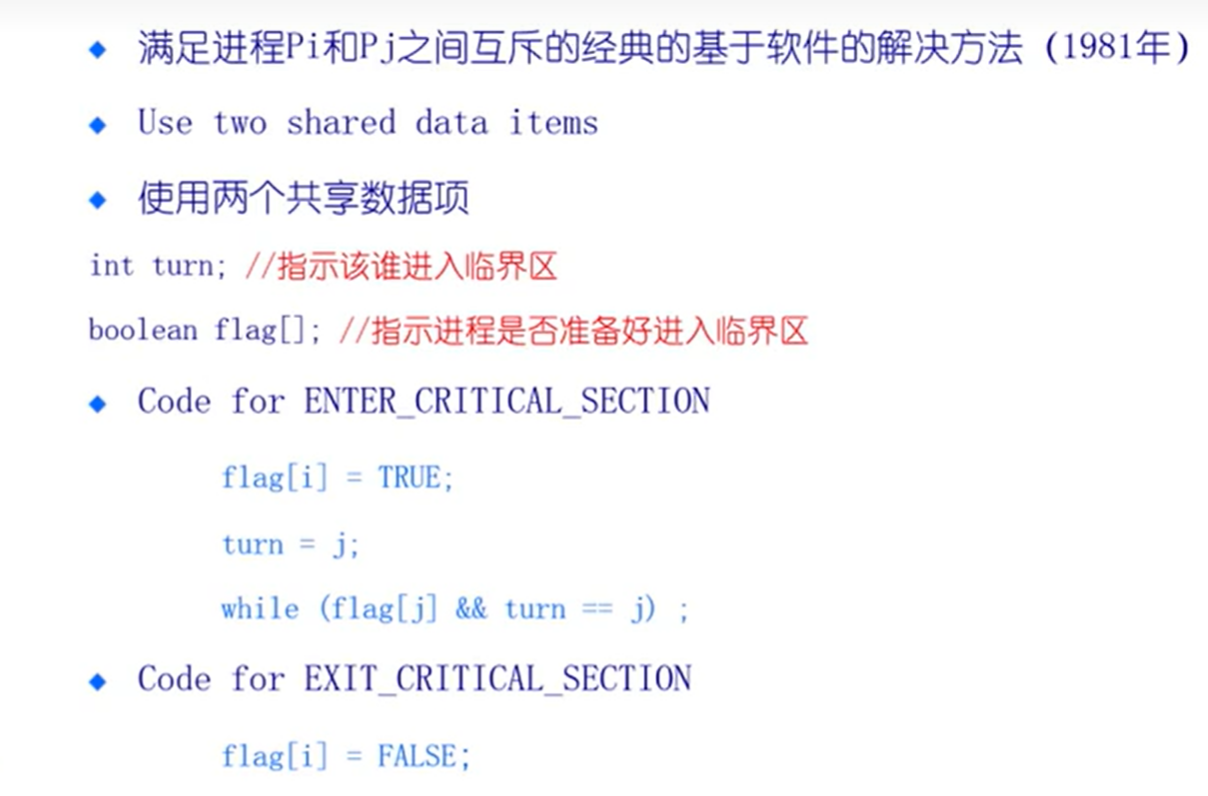 满足进程Pi和Pj之间互斥的经典的基于软件的解决方法（1981年）
Use two shared data items
使用两个共享数据项
int turn; //指示该谁进入临界区
boolean flag[]; //指示进程是否准备好进入临界区
Code for ENTER_CRITICAL_SECTION
flag[i] = TRUE;
turn = j;
while (flag[j] && turn == j) ;
Code for EXIT_CRITICAL_SECTION
flag[i] = FALSE;